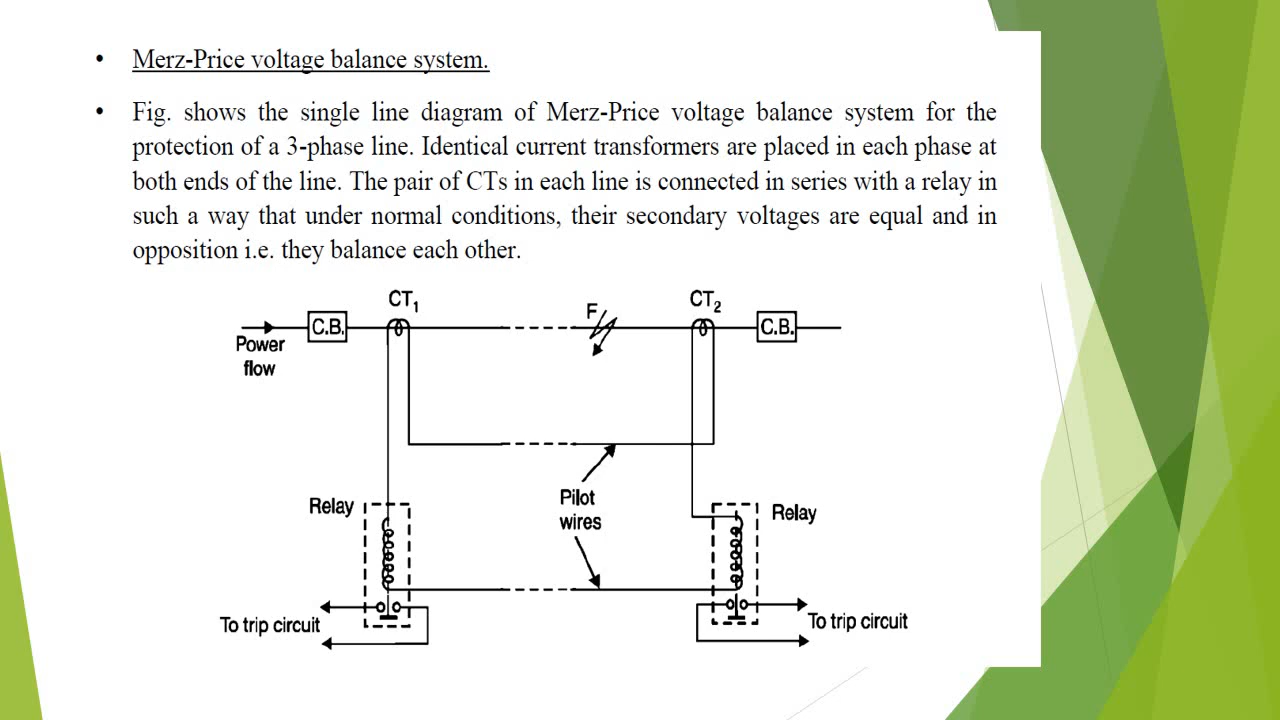 • Merz-Price voltage balance system.
• Fig. shows the single line diagram of Merz-Price voltage balance system for the
protection of a 3-phase line. Identical current transformers are placed in each phase at
both ends of the line. The pair of CTs in each line is connected in series with a relay in
such a way that under normal conditions, their secondary voltages are equal and in
opposition i.e. they balance each other.
CT1
F
CT2
C.B.
C.B.
Power
flow
Relay
Pilot
wires
Relay
To trip circuit
To trip circuit